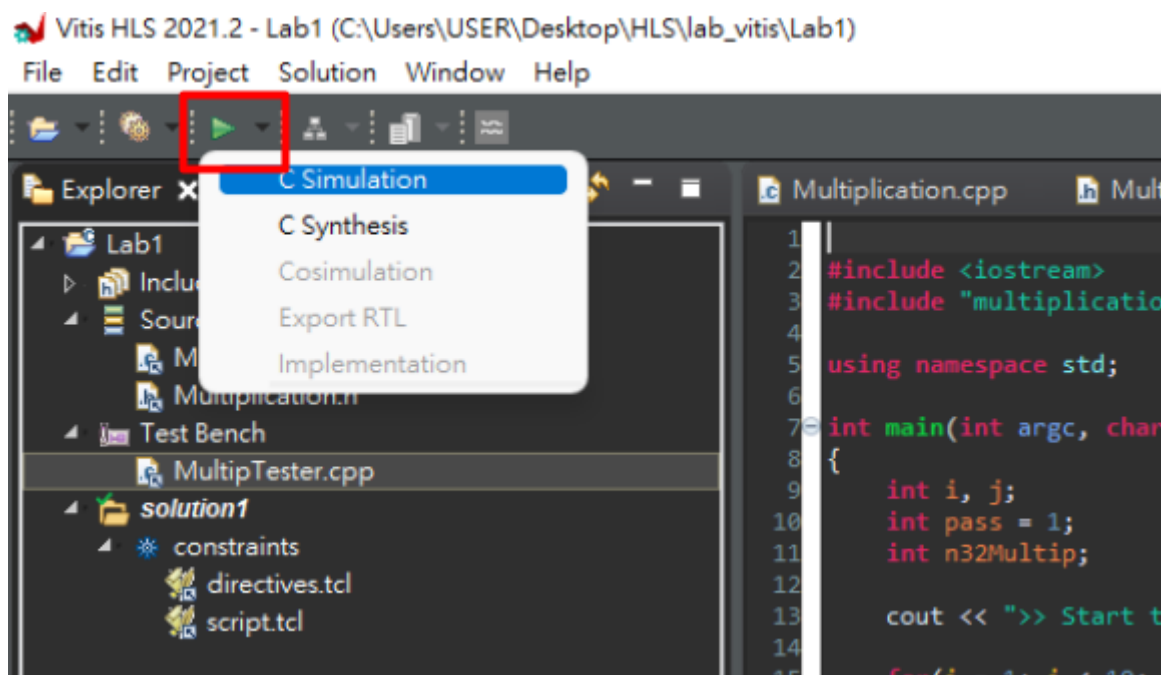 Vitis HLS 2021.2 - Lab1 (C:\Users\USER\Desktop\HLS\lab_vitis\Lab1)
File Edit Project Solution Window Help
Explorer
C Simulation
C Synthesis
Cosimulation
Export RTL
Implementation
Lab1
Test Bench
MultipTester.cpp
solution1
constraints
directives.tcl
script.tcl
Multiplication.cpp
1
2 #include <iostream>
3 #include "multiplicatio
4
5 using namespace std;
6
7 int main(int argc, char
8 {
9 int i, j;
10 int pass = 1;
11 int n32Multip;
12
13 cout << ">> Start t
14